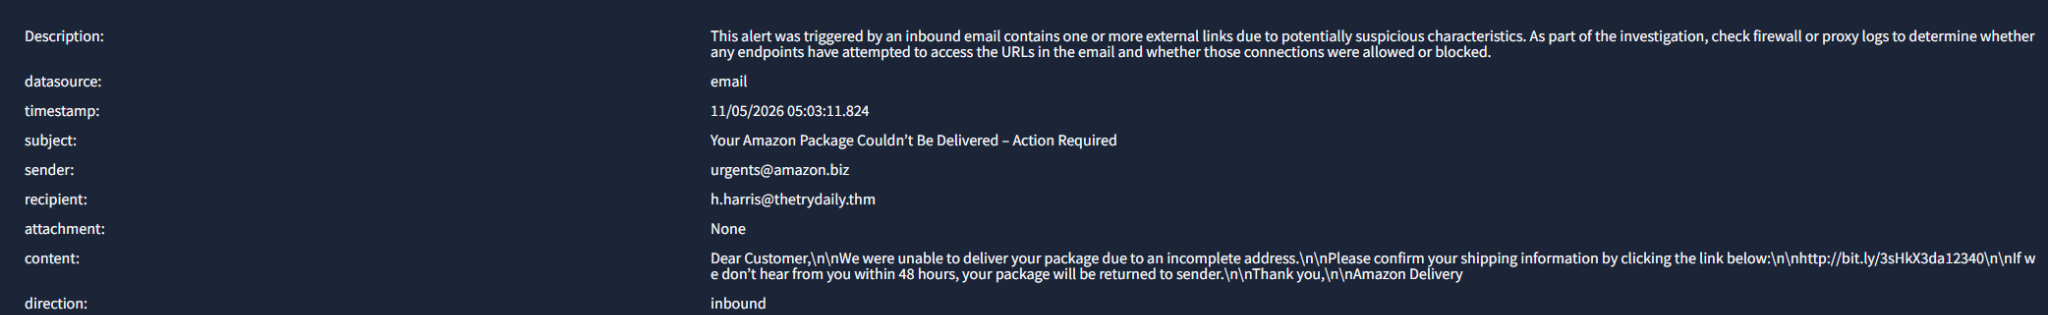 Description: This alert was triggered by an inbound email contains one or more external links due to potentially suspicious characteristics. As part of the investigation, check firewall or proxy logs to determine whether
any endpoints have attempted to access the URLs in the email and whether those connections were allowed or blocked.
datasource: email
timestamp: 11/05/2026 05:03:11.824
subject: Your Amazon Package Couldn’t Be Delivered – Action Required
sender: urgents@amazon.biz
recipient: h.harris@thetrydaily.thm
attachment: None
content: Dear Customer,\n\nWe were unable to deliver your package due to an incomplete address.\n\nPlease confirm your shipping information by clicking the link below:\n\nhttp://bit.ly/3sHkX3da12340\n\nIf w
e don’t hear from you within 48 hours, your package will be returned to sender.\n\nThank you,\n\nAmazon Delivery
direction: inbound